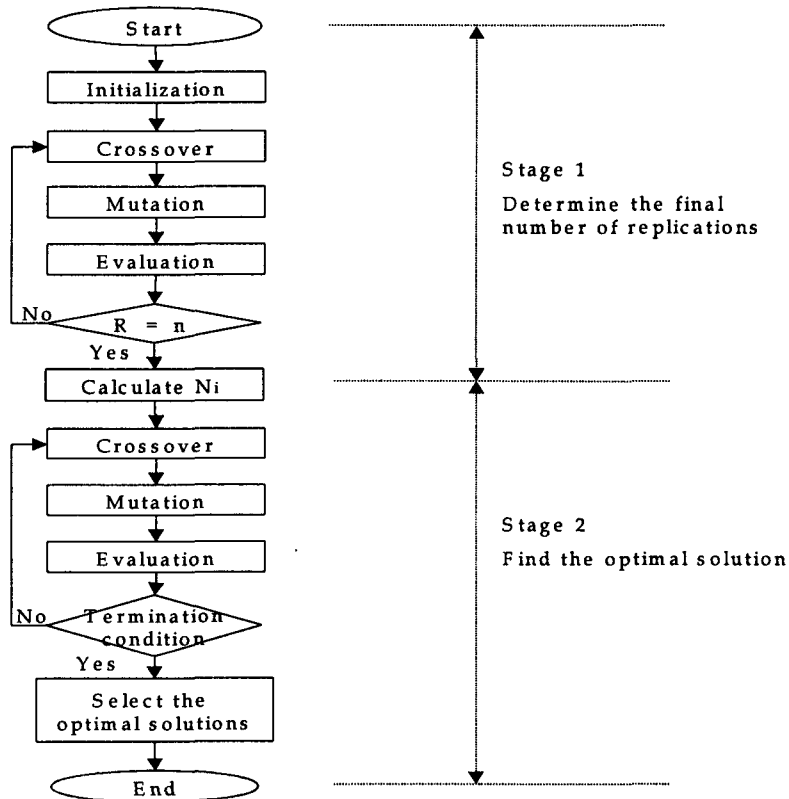 Start
Initialization
Crossover
Mutation
Evaluation
No
R = n
Yes
Calculate Ni
Crossover
Mutation
Evaluation
No
Termination
condition
Yes
Select the
optimal solutions
End
Stage 1
Determine the final
number of replications
Stage 2
Find the optimal solution